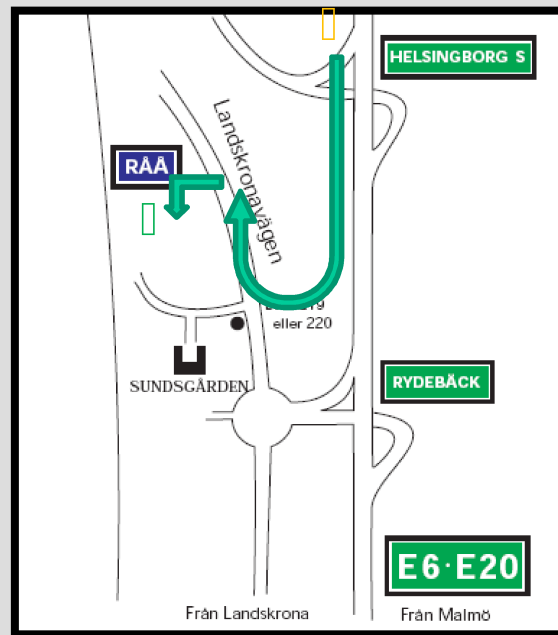 HELSINGBORG S
Landskronavägen
RÅÅ
eller 220
SUNDSGÅRDEN
RYDEBÄCK
E6·E20
Från Landskrona
Från Malmö